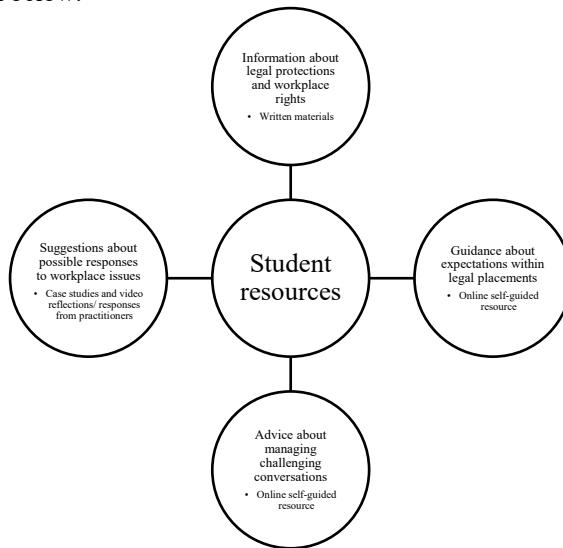 Information about
legal protections
and workplace
rights
• Written materials
Suggestions about
possible responses
to workplace issues
• Case studies and video
reflections/ responses
from practitioners
Student
resources
Guidance about
expectations within
legal placements
• Online self-guided
resource
Advice about
managing
challenging
conversations
• Online self-guided
resource